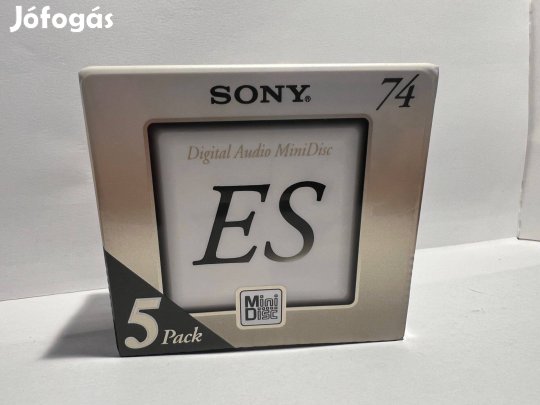 Jófogás
SONY®
74
Digital Audio MiniDisc
ES
Mini
Disc
5 Pack